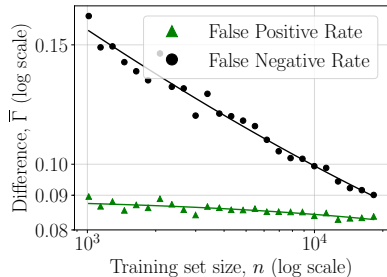 False Positive Rate
False Negative Rate
0.15
0.10
0.09
0.08
Difference, Γ̅ (log scale)
10³
10⁴
Training set size, n (log scale)